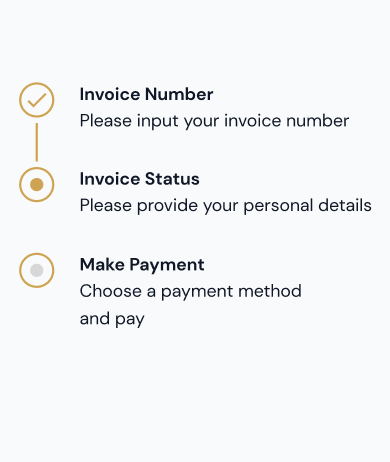 Invoice Number
Please input your invoice number
Invoice Status
Please provide your personal details
Make Payment
Choose a payment method
and pay